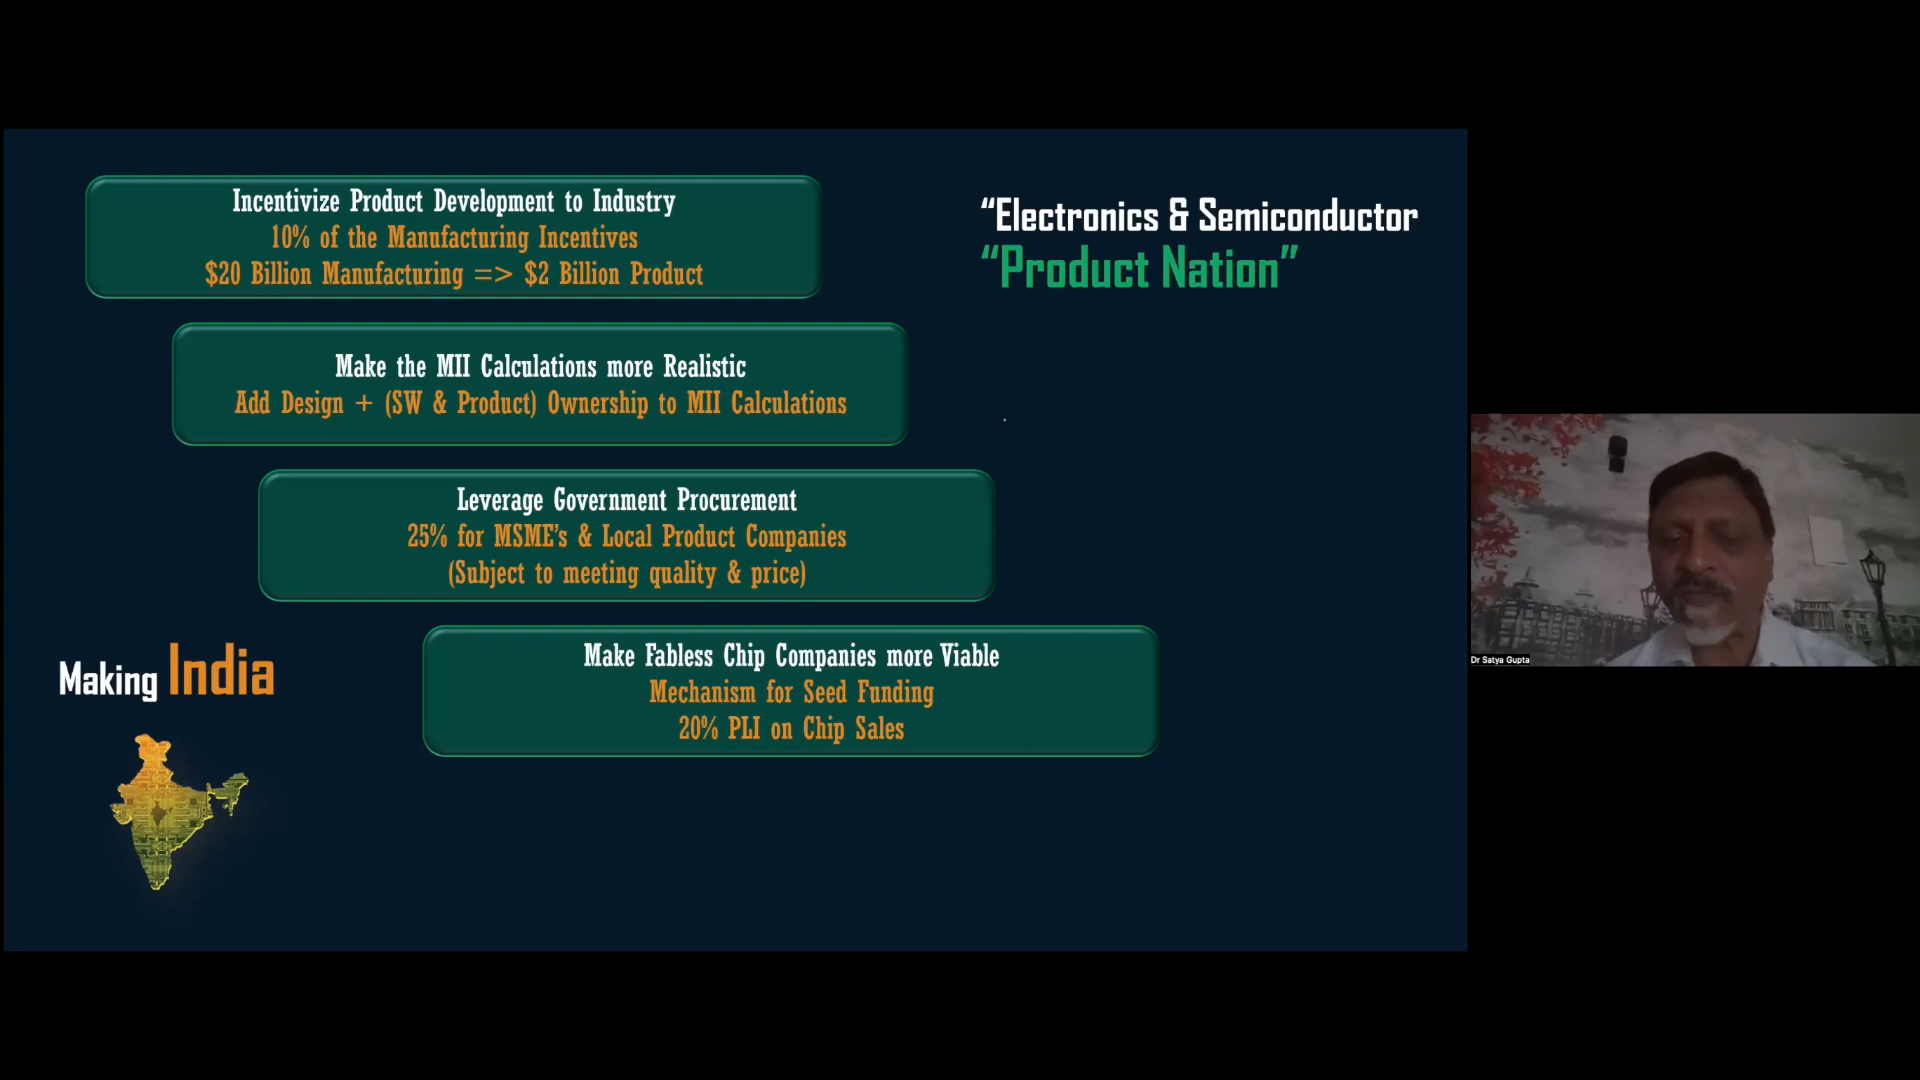 Incentivize Product Development to Industry
10% of the Manufacturing Incentives
$20 Billion Manufacturing => $2 Billion Product
“Electronics & Semiconductor
“Product Nation”
Make the MII Calculations more Realistic
Add Design + (SW & Product) Ownership to MII Calculations
Leverage Government Procurement
25% for MSME’s & Local Product Companies
(Subject to meeting quality & price)
Making India
Make Fabless Chip Companies more Viable
Mechanism for Seed Funding
20% PLI on Chip Sales
Dr Satya Gupta